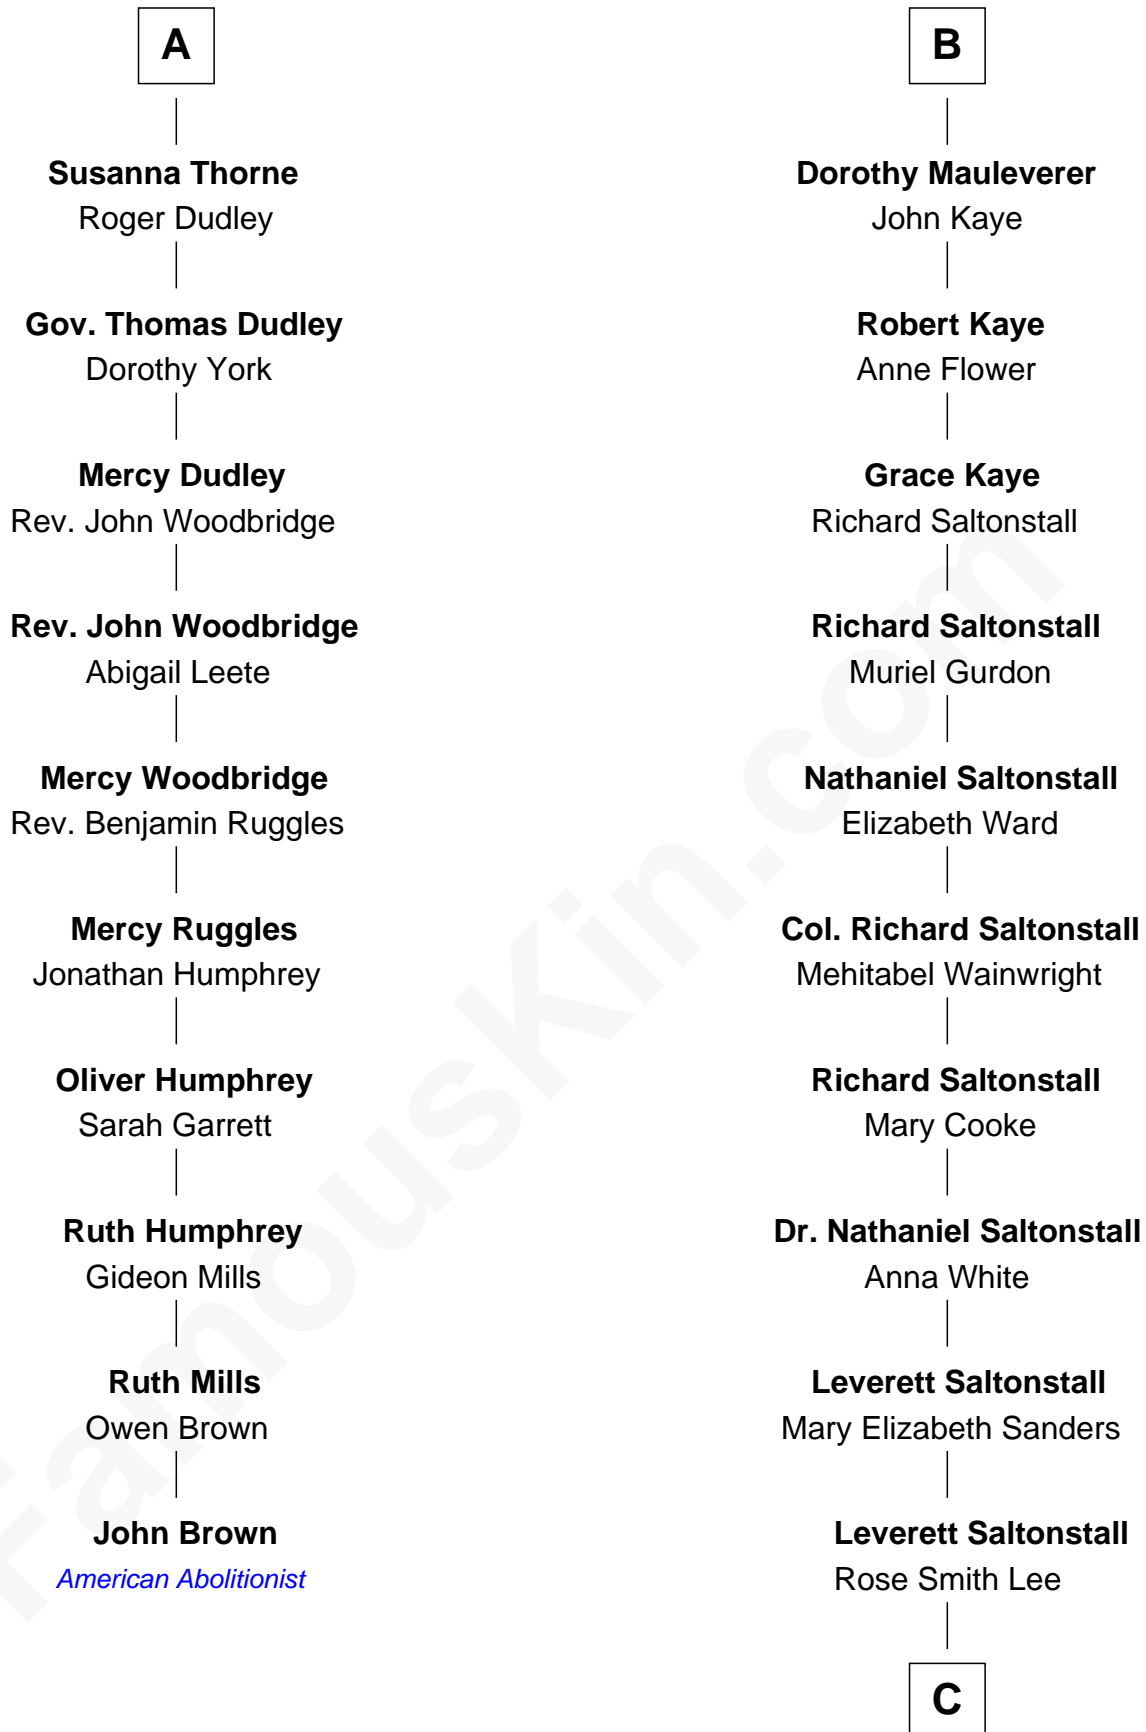 A
Susanna Thorne
Roger Dudley
Gov. Thomas Dudley
Dorothy York
Mercy Dudley
Rev. John Woodbridge
Rev. John Woodbridge
Abigail Leete
Mercy Woodbridge
Rev. Benjamin Ruggles
Mercy Ruggles
Jonathan Humphrey
Oliver Humphrey
Sarah Garrett
Ruth Humphrey
Gideon Mills
Ruth Mills
Owen Brown
John Brown
American Abolitionist
B
Dorothy Mauleverer
John Kaye
Robert Kaye
Anne Flower
Grace Kaye
Richard Saltonstall
Richard Saltonstall
Muriel Gurdon
Nathaniel Saltonstall
Elizabeth Ward
Col. Richard Saltonstall
Mehitabel Wainwright
Richard Saltonstall
Mary Cooke
Dr. Nathaniel Saltonstall
Anna White
Leverett Saltonstall
Mary Elizabeth Sanders
Leverett Saltonstall
Rose Smith Lee
C
FamousKin.com